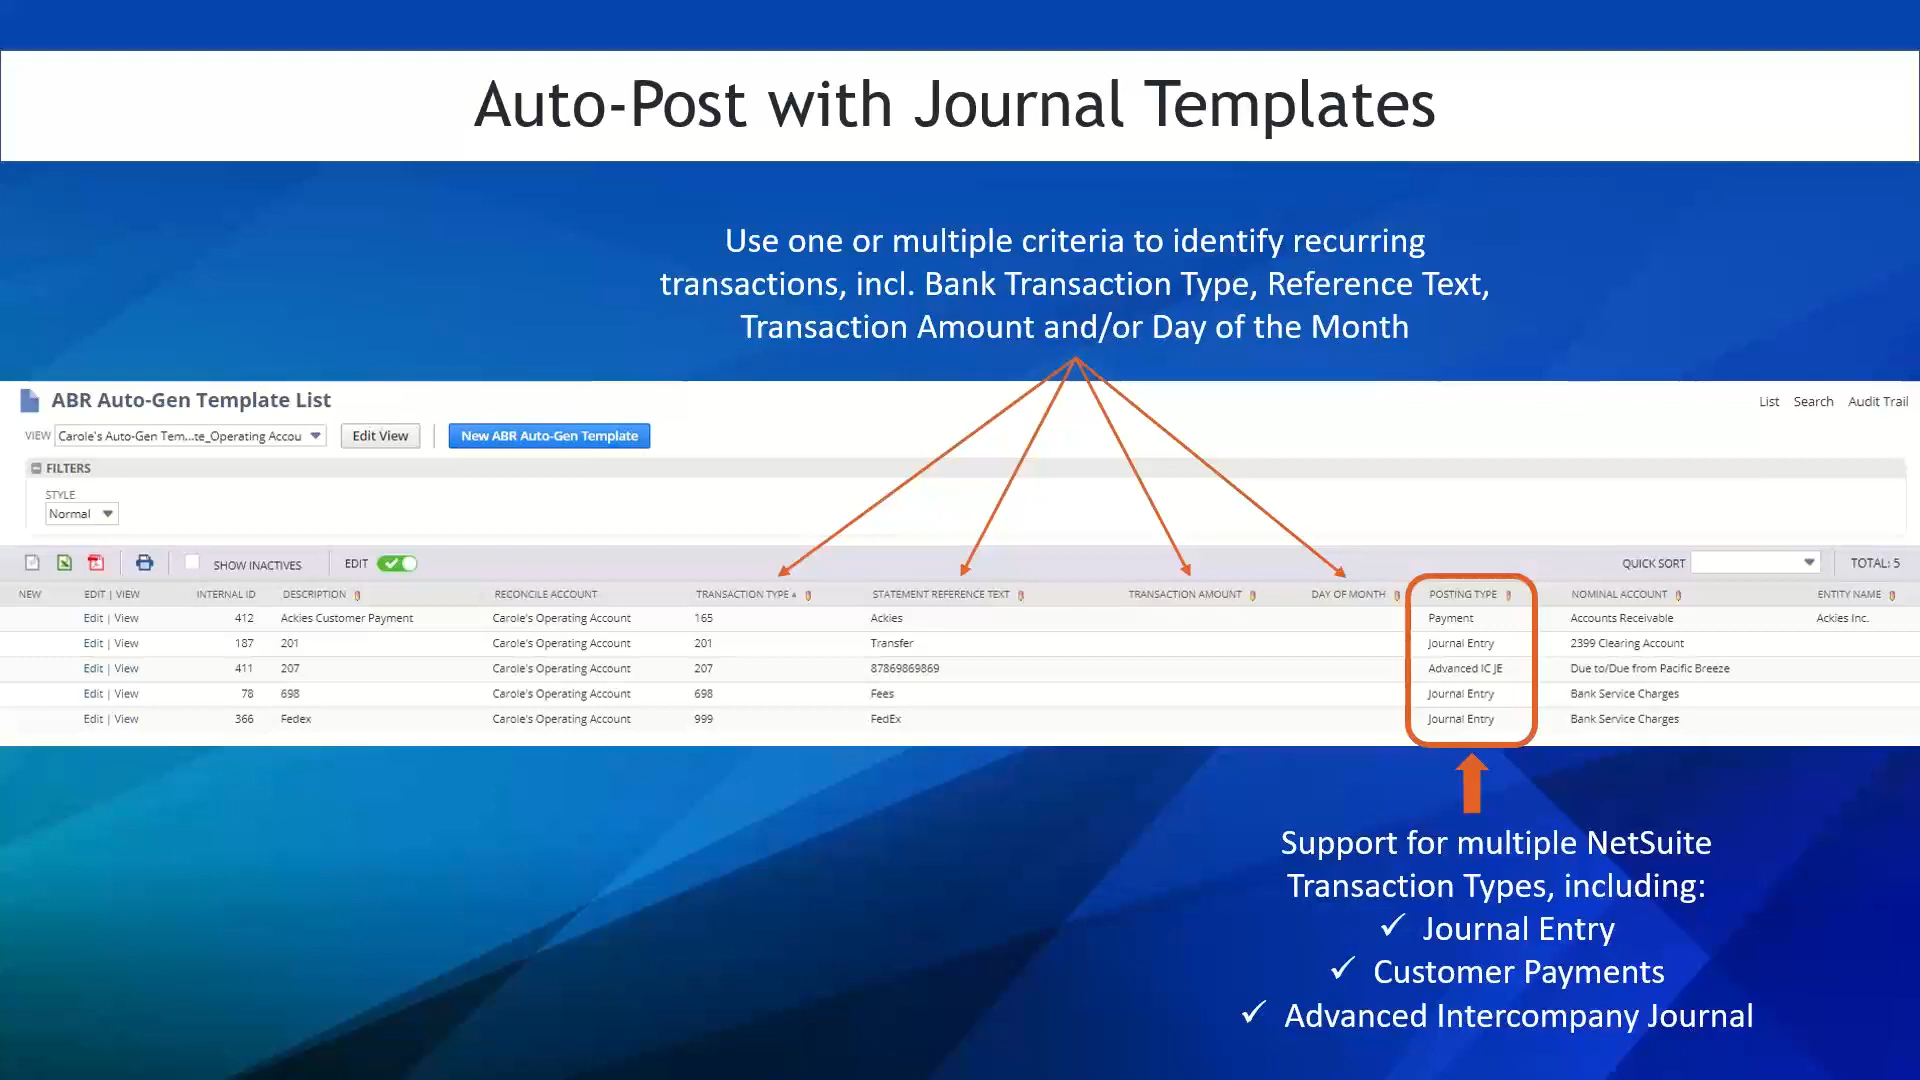 Auto-Post with Journal Templates
Use one or multiple criteria to identify recurring
transactions, incl. Bank Transaction Type, Reference Text,
Transaction Amount and/or Day of the Month
ABR Auto-Gen Template List
List Search Audit Trail
VIEW Carole's Auto-Gen Tem...te_Operating Accou Edit View New ABR Auto-Gen Template
FILTERS
STYLE
Normal
SHOW INACTIVES EDIT QUICK SORT TOTAL: 5
NEW EDIT | VIEW INTERNAL ID DESCRIPTION RECONCILE ACCOUNT TRANSACTION TYPE STATEMENT REFERENCE TEXT TRANSACTION AMOUNT DAY OF MONTH POSTING TYPE NOMINAL ACCOUNT ENTITY NAME
Edit | View 412 Ackies Customer Payment Carole's Operating Account 165 Ackies Payment Accounts Receivable Ackies Inc.
Edit | View 187 201 Carole's Operating Account 201 Transfer Journal Entry 2399 Clearing Account
Edit | View 411 207 Carole's Operating Account 207 87869869869 Advanced IC JE Due to/Due from Pacific Breeze
Edit | View 78 698 Carole's Operating Account 698 Fees Journal Entry Bank Service Charges
Edit | View 366 Fedex Carole's Operating Account 999 FedEx Journal Entry Bank Service Charges
Support for multiple NetSuite
Transaction Types, including:
✓ Journal Entry
✓ Customer Payments
✓ Advanced Intercompany Journal